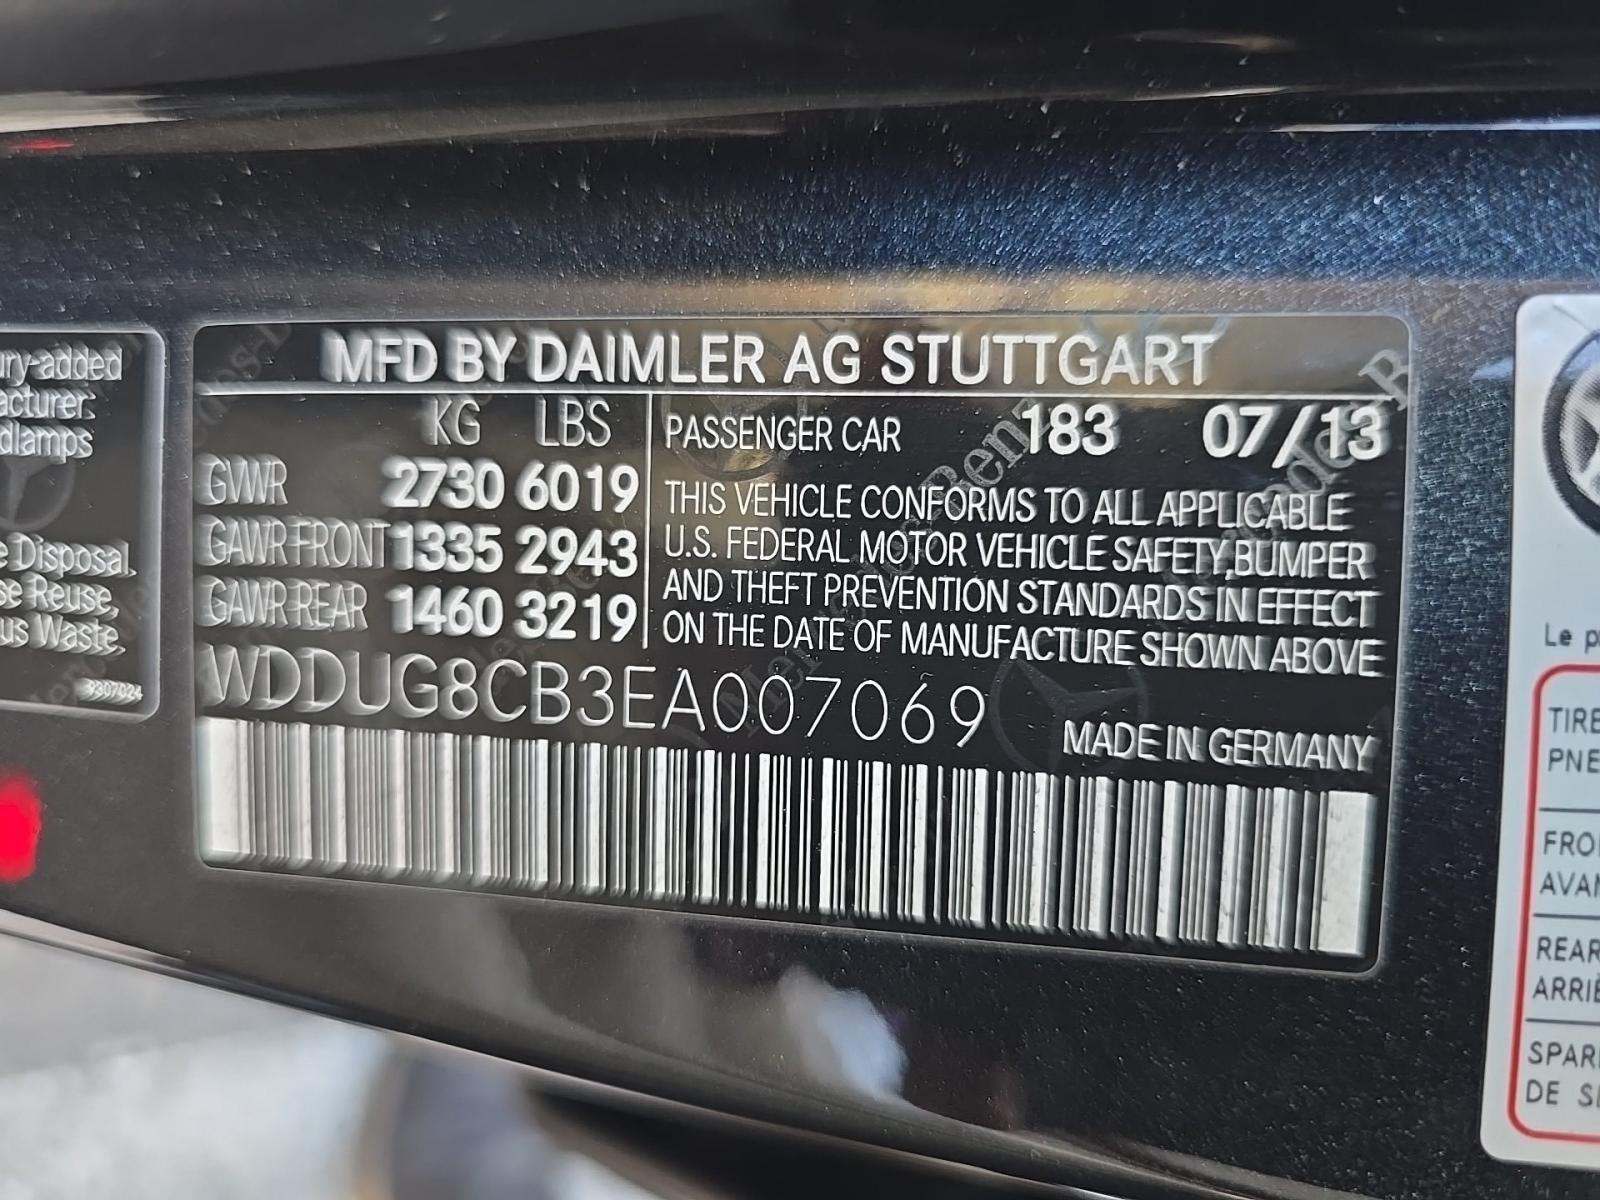 ury-added
acturer.
dlamps
e Disposal,
se Reuse,
us Waste,
9307024
MFD BY DAIMLER AG STUTTGART
KG LBS
GVWR 2730 6019
GAWR FRONT 1335 2943
GAWR REAR 1460 3219
PASSENGER CAR 183 07/13
THIS VEHICLE CONFORMS TO ALL APPLICABLE
U.S. FEDERAL MOTOR VEHICLE SAFETY,BUMPER
AND THEFT PREVENTION STANDARDS IN EFFECT
ON THE DATE OF MANUFACTURE SHOWN ABOVE
WDDUG8CB3EA007069
MADE IN GERMANY
Le p
TIRE
PNE
FRO
AVA
REAR
ARRIÈ
SPAR
DE S